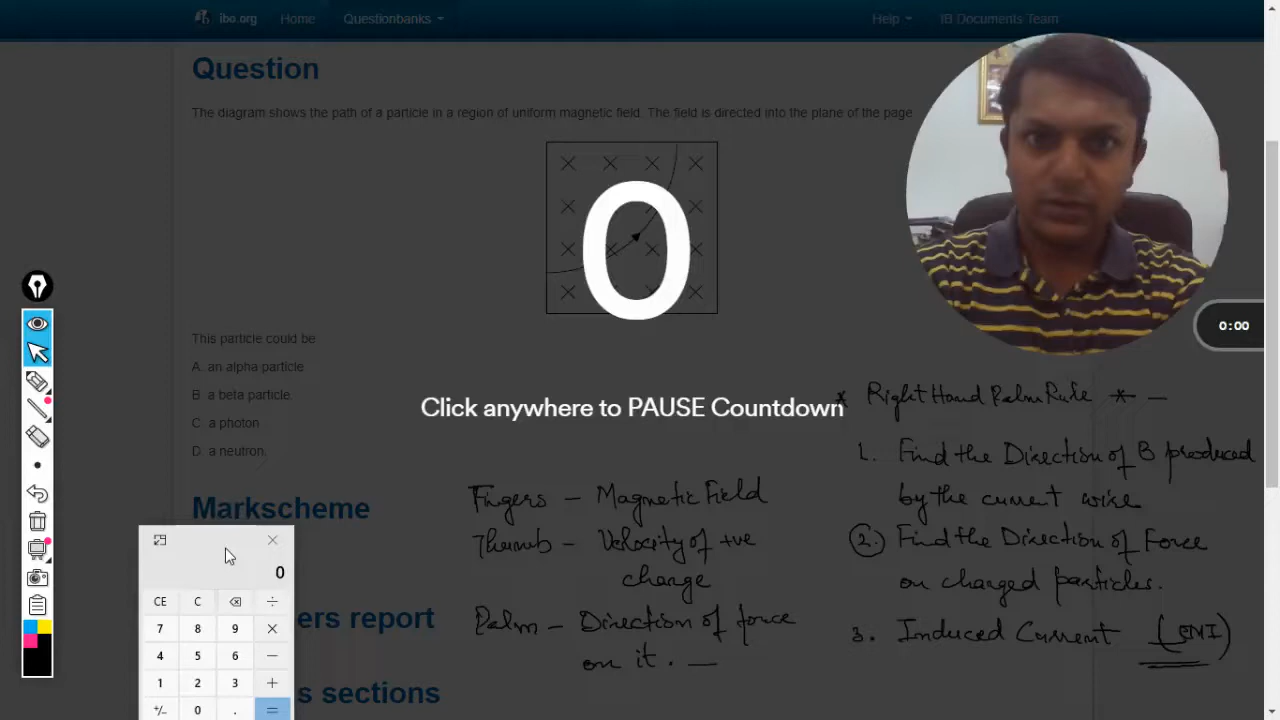 ibo.org Home Questionbanks Help IB Documents Team
Question
The diagram shows the path of a particle in a region of uniform magnetic field. The field is directed into the plane of the page
0
0:00
This particle could be
A. an alpha particle
B. a beta particle.
C. a photon
D. a neutron.
Click anywhere to PAUSE Countdown
* Right Hand Palm Rule * —
1. Find the Direction of B produced
by the current wire.
2. Find the Direction of Force
on charged particles.
3. Induced Current (EMI)
Fingers – Magnetic Field
Thumb – Velocity of +ve
charge
Palm – Direction of force
on it. —
Markscheme
ers report
s sections
0
CE C ÷
7 8 9 ×
4 5 6 −
1 2 3 +
+/− 0 . =